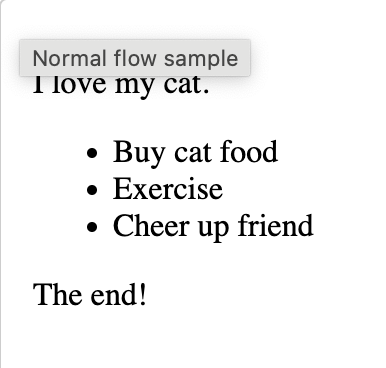 Normal flow sample
I love my cat.
Buy cat food
Exercise
Cheer up friend
The end!